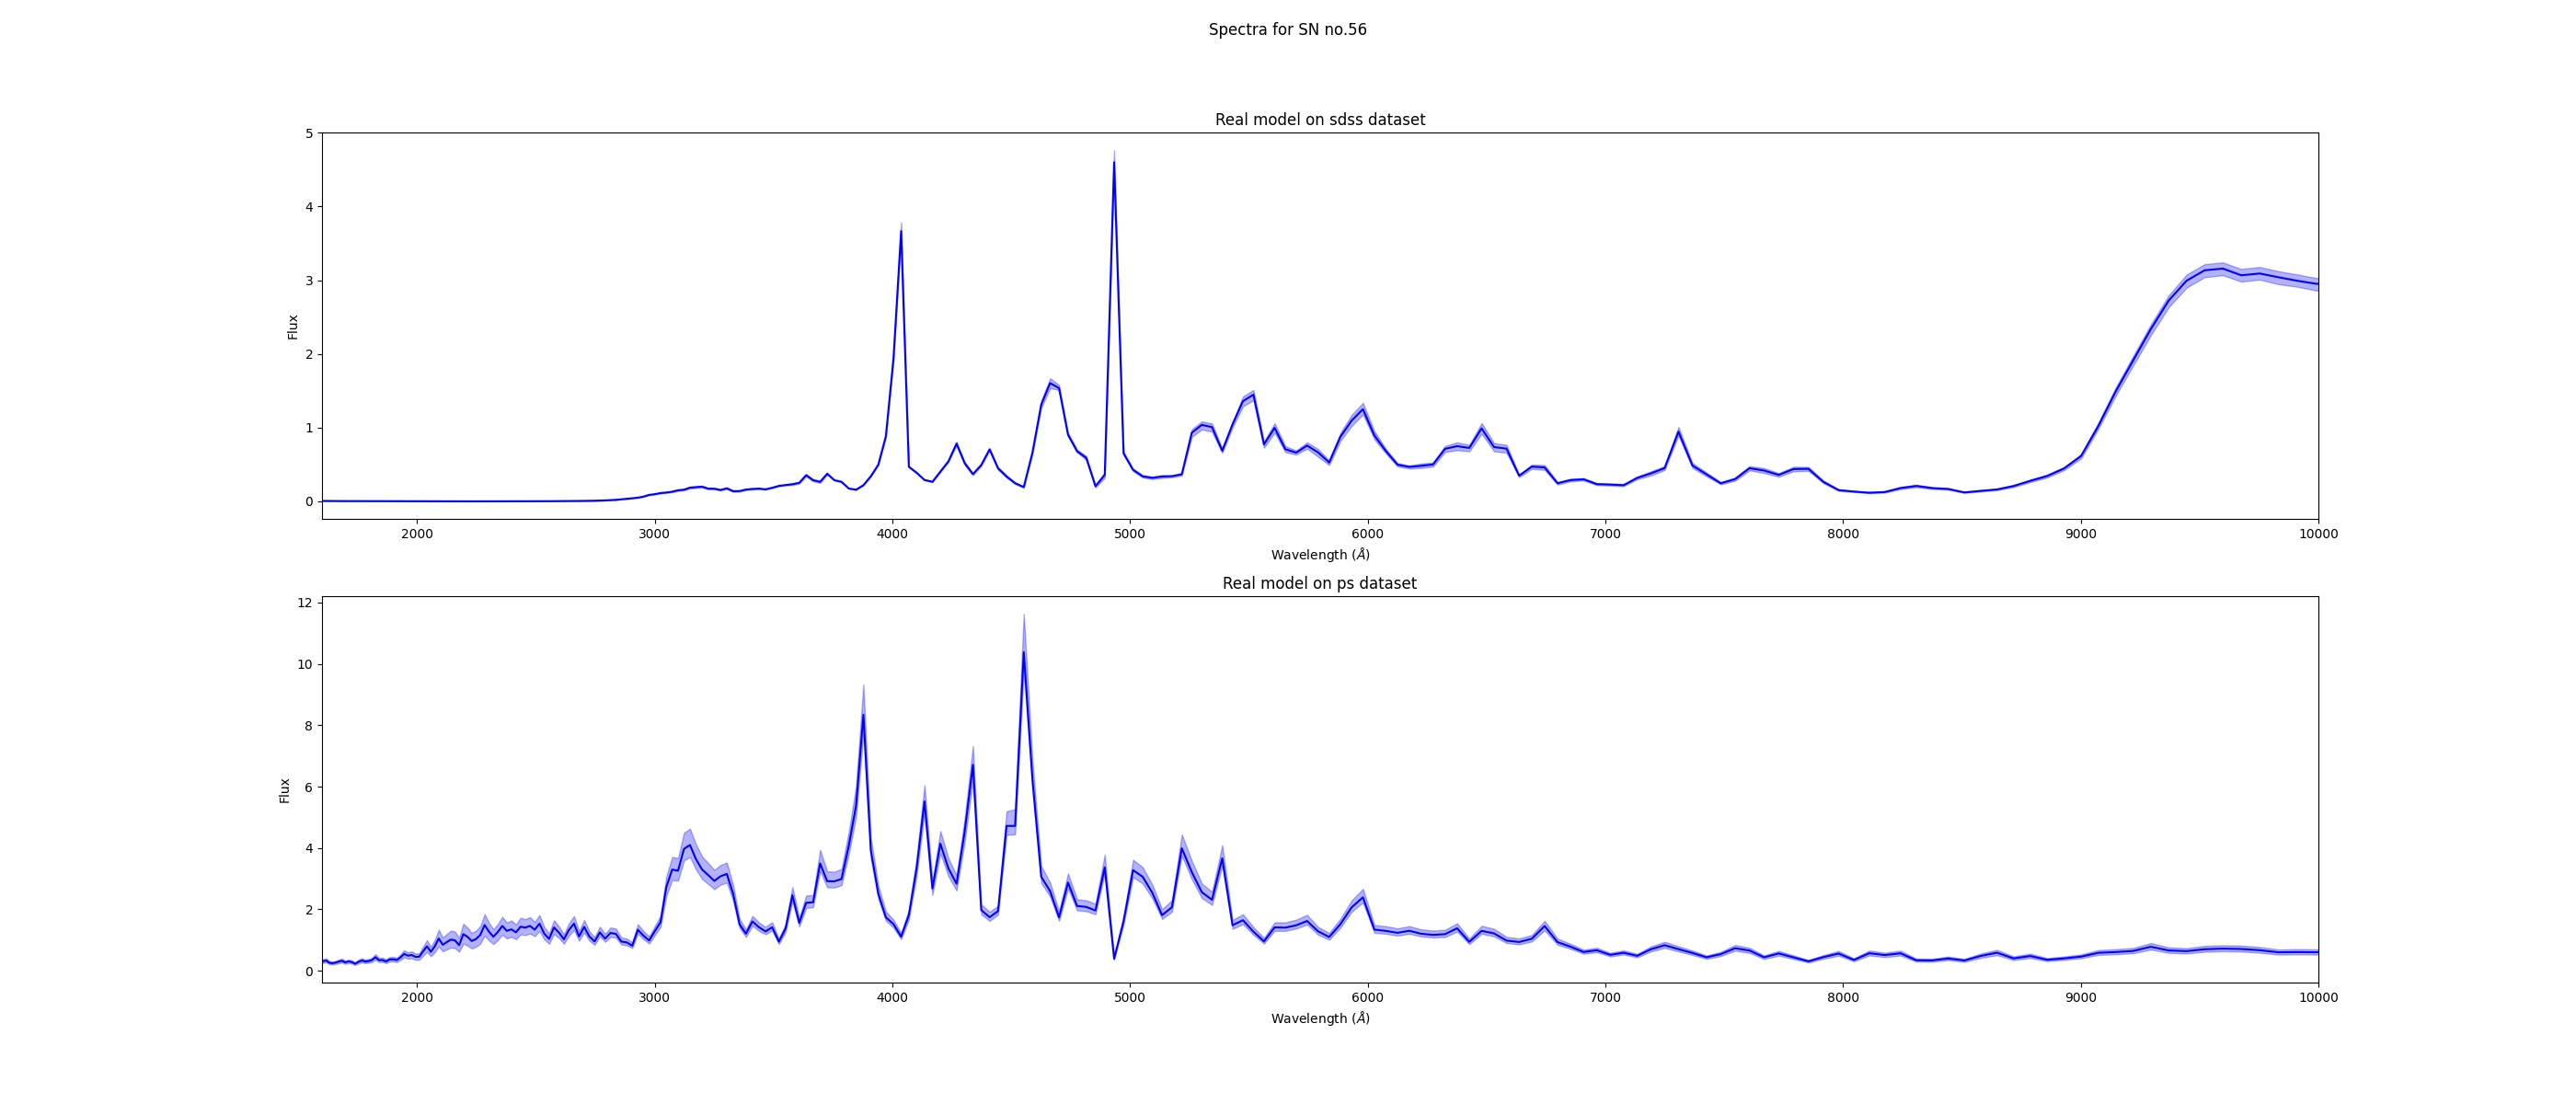 Spectra for SN no.56
Real model on sdss dataset
5
4
3
2
1
0
Flux
2000 3000 4000 5000 6000 7000 8000 9000 10000
Wavelength (Å)
Real model on ps dataset
12
10
8
6
4
2
0
Flux
2000 3000 4000 5000 6000 7000 8000 9000 10000
Wavelength (Å)